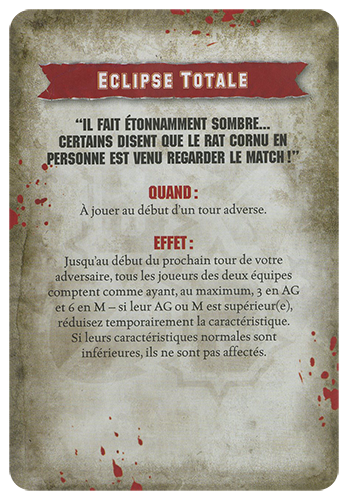 ECLIPSE TOTALE
“IL FAIT ÉTONNAMMENT SOMBRE...
CERTAINS DISENT QUE LE RAT CORNU EN
PERSONNE EST VENU REGARDER LE MATCH !”
QUAND :
À jouer au début d'un tour adverse.
EFFET :
Jusqu'au début du prochain tour de votre
adversaire, tous les joueurs des deux équipes
comptent comme ayant, au maximum, 3 en AG
et 6 en M – si leur AG ou M est supérieur(e),
réduisez temporairement la caractéristique.
Si leurs caractéristiques normales sont
inférieures, ils ne sont pas affectés.